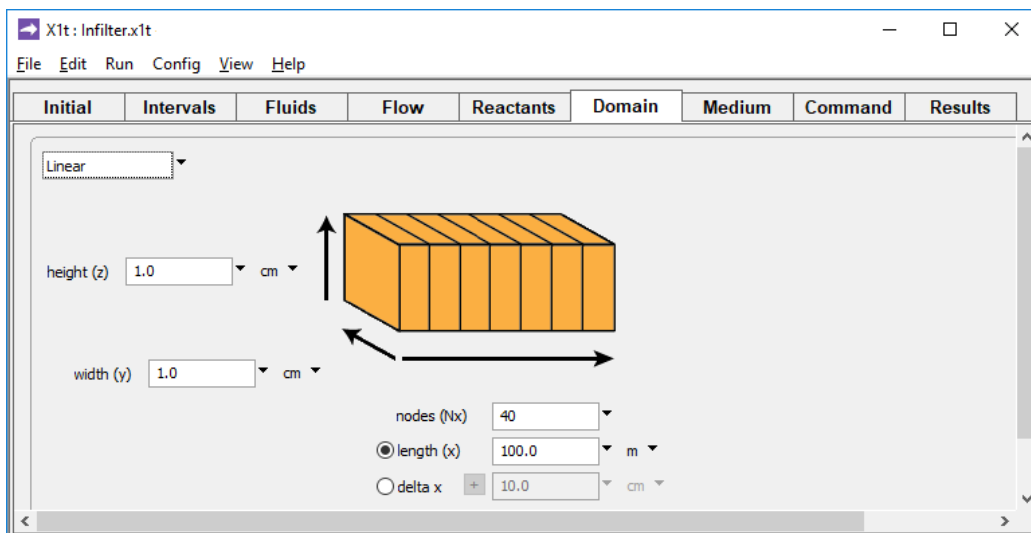 X1t : Infilter.x1t
File Edit Run Config View Help
Initial Intervals Fluids Flow Reactants Domain Medium Command Results
Linear
height (z) 1.0 cm
width (y) 1.0 cm
nodes (Nx) 40
length (x) 100.0 m
delta x + 10.0 cm